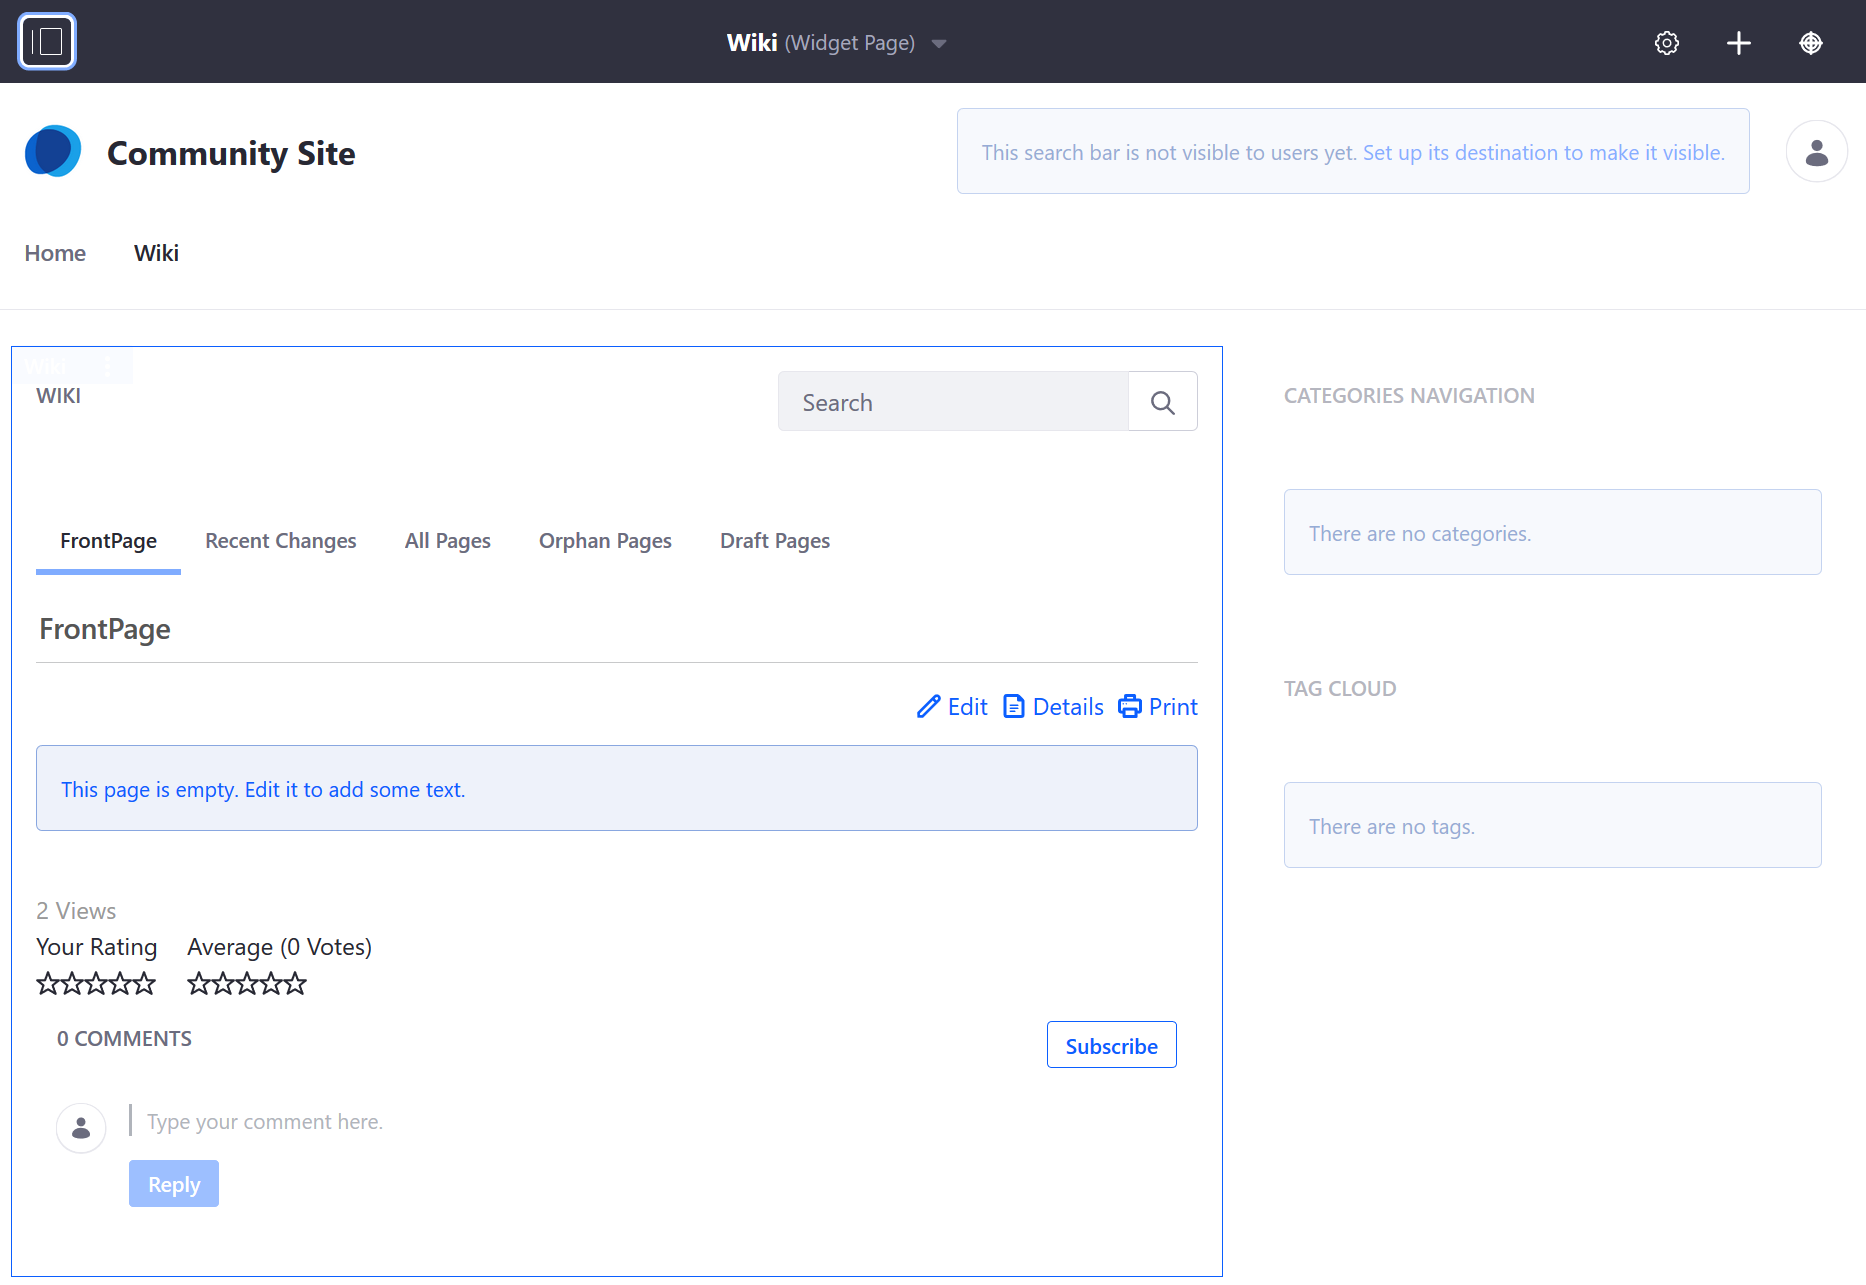 Wiki (Widget Page)
Community Site
This search bar is not visible to users yet. Set up its destination to make it visible.
Home
Wiki
Wiki
WIKI
Search
CATEGORIES NAVIGATION
There are no categories.
FrontPage
Recent Changes
All Pages
Orphan Pages
Draft Pages
FrontPage
Edit
Details
Print
This page is empty. Edit it to add some text.
TAG CLOUD
There are no tags.
2 Views
Your Rating
Average (0 Votes)
0 COMMENTS
Subscribe
Type your comment here.
Reply